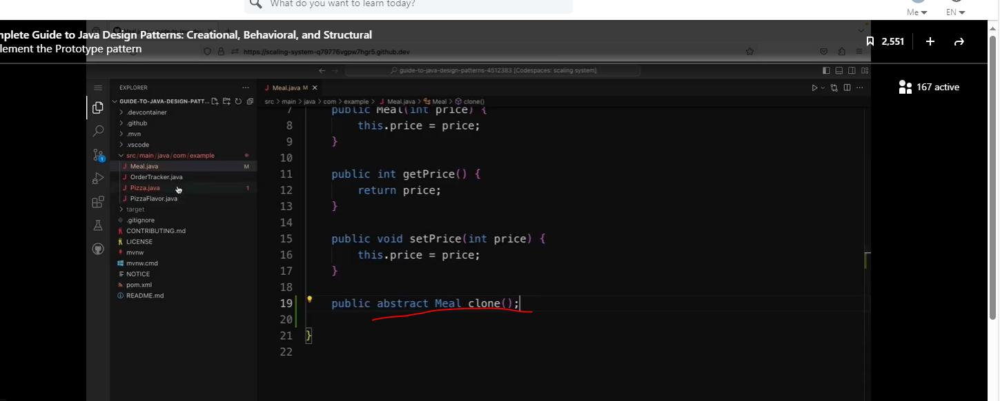 What do you want to learn today?
Me EN
nplete Guide to Java Design Patterns: Creational, Behavioral, and Structural
lement the Prototype pattern
2,551
https://scaling-system-q79776vgpw7hgr5.github.dev
guide-to-java-design-patterns-4512383 [Codespaces: scaling system]
167 active
EXPLORER
GUIDE-TO-JAVA-DESIGN-PATT...
.devcontainer
.github
.mvn
.vscode
src/main/java/com/example
Meal.java M
OrderTracker.java
Pizza.java 1
PizzaFlavor.java
target
.gitignore
CONTRIBUTING.md
LICENSE
mvnw
mvnw.cmd
NOTICE
pom.xml
README.md
1
Meal.java M
src > main > java > com > example > Meal.java > Meal > clone()
7 public Meal(int price) {
8 this.price = price;
9 }
10
11 public int getPrice() {
12 return price;
13 }
14
15 public void setPrice(int price) {
16 this.price = price;
17 }
18
19 public abstract Meal clone();
20
21 }
22